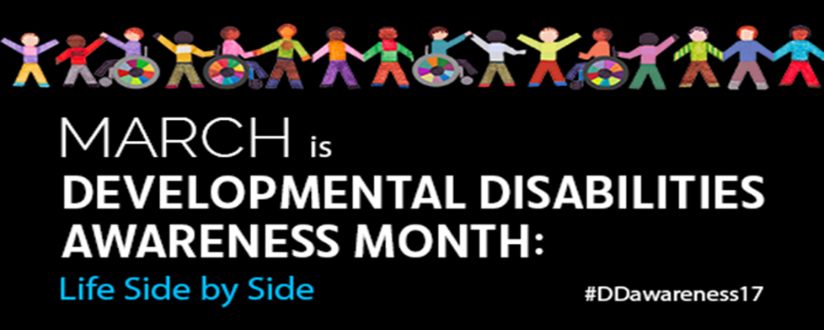 MARCH is
DEVELOPMENTAL DISABILITIES
AWARENESS MONTH:
Life Side by Side
#DDawareness17